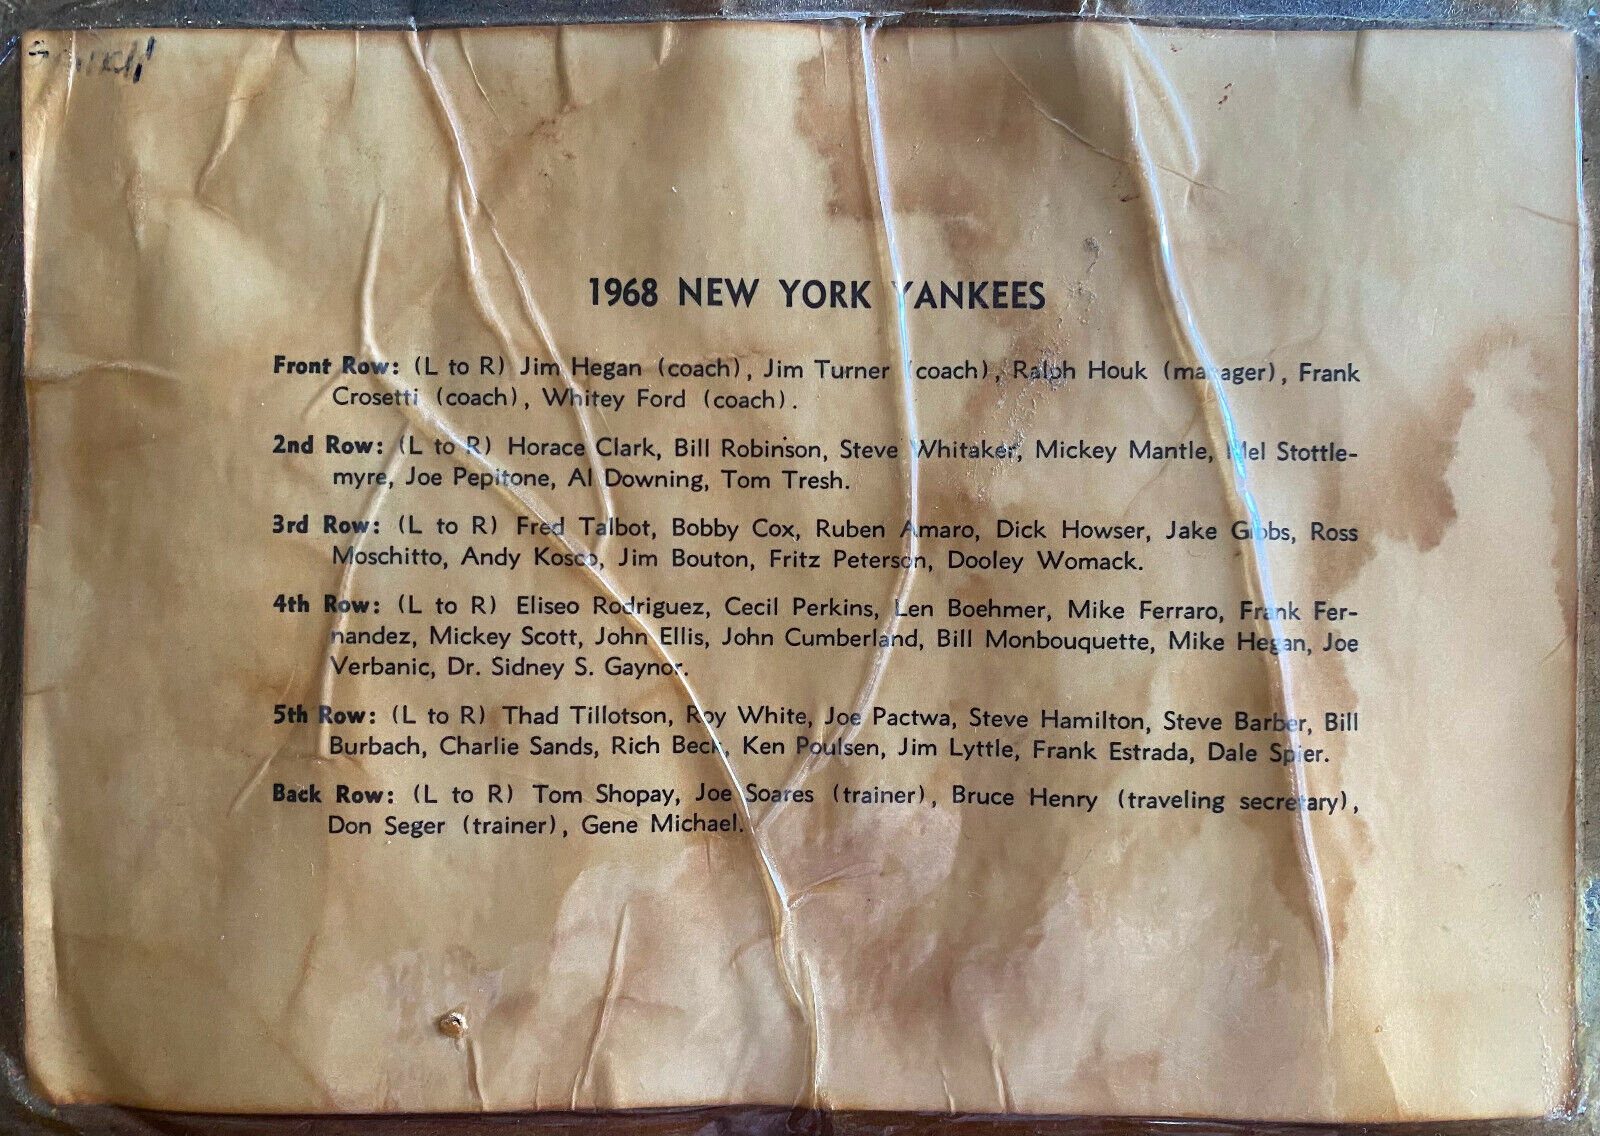 1968 NEW YORK YANKEES
Front Row: (L to R) Jim Hegan (coach), Jim Turner (coach), Ralph Houk (manager), Frank
Crosetti (coach), Whitey Ford (coach).
2nd Row: (L to R) Horace Clark, Bill Robinson, Steve Whitaker, Mickey Mantle, Mel Stottle-
myre, Joe Pepitone, Al Downing, Tom Tresh.
3rd Row: (L to R) Fred Talbot, Bobby Cox, Ruben Amaro, Dick Howser, Jake Gibbs, Ross
Moschitto, Andy Kosco, Jim Bouton, Fritz Peterson, Dooley Womack.
4th Row: (L to R) Eliseo Rodriguez, Cecil Perkins, Len Boehmer, Mike Ferraro, Frank Fer-
nandez, Mickey Scott, John Ellis, John Cumberland, Bill Monbouquette, Mike Hegan, Joe
Verbanic, Dr. Sidney S. Gaynor.
5th Row: (L to R) Thad Tillotson, Roy White, Joe Pactwa, Steve Hamilton, Steve Barber, Bill
Burbach, Charlie Sands, Rich Beck, Ken Poulsen, Jim Lyttle, Frank Estrada, Dale Spier.
Back Row: (L to R) Tom Shopay, Joe Soares (trainer), Bruce Henry (traveling secretary),
Don Seger (trainer), Gene Michael.